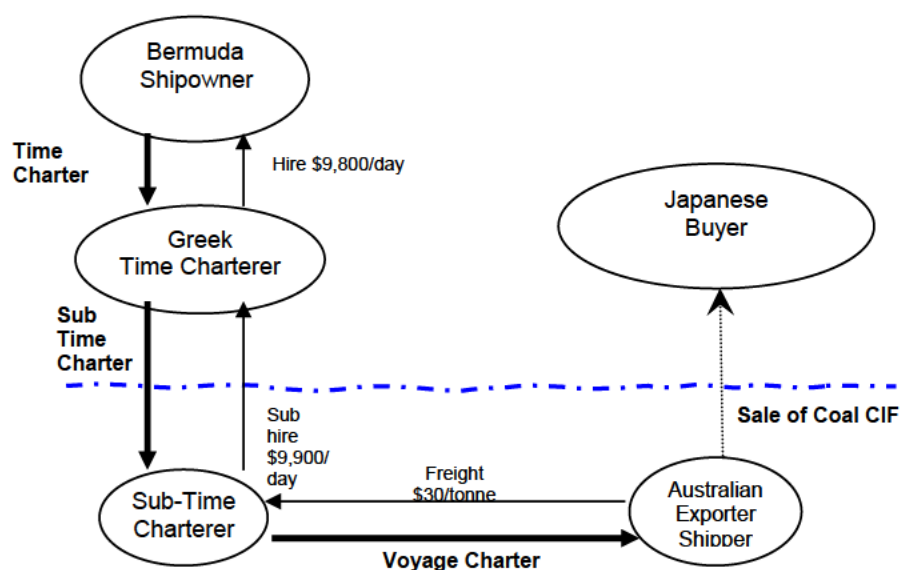 Bermuda
Shipowner
Time
Charter
Hire $9,800/day
Japanese
Buyer
Greek
Time Charterer
Sub
Time
Charter
Sale of Coal CIF
Sub
hire
$9,900/
day
Freight
$30/tonne
Sub-Time
Charterer
Australian
Exporter
Shipper
Voyage Charter